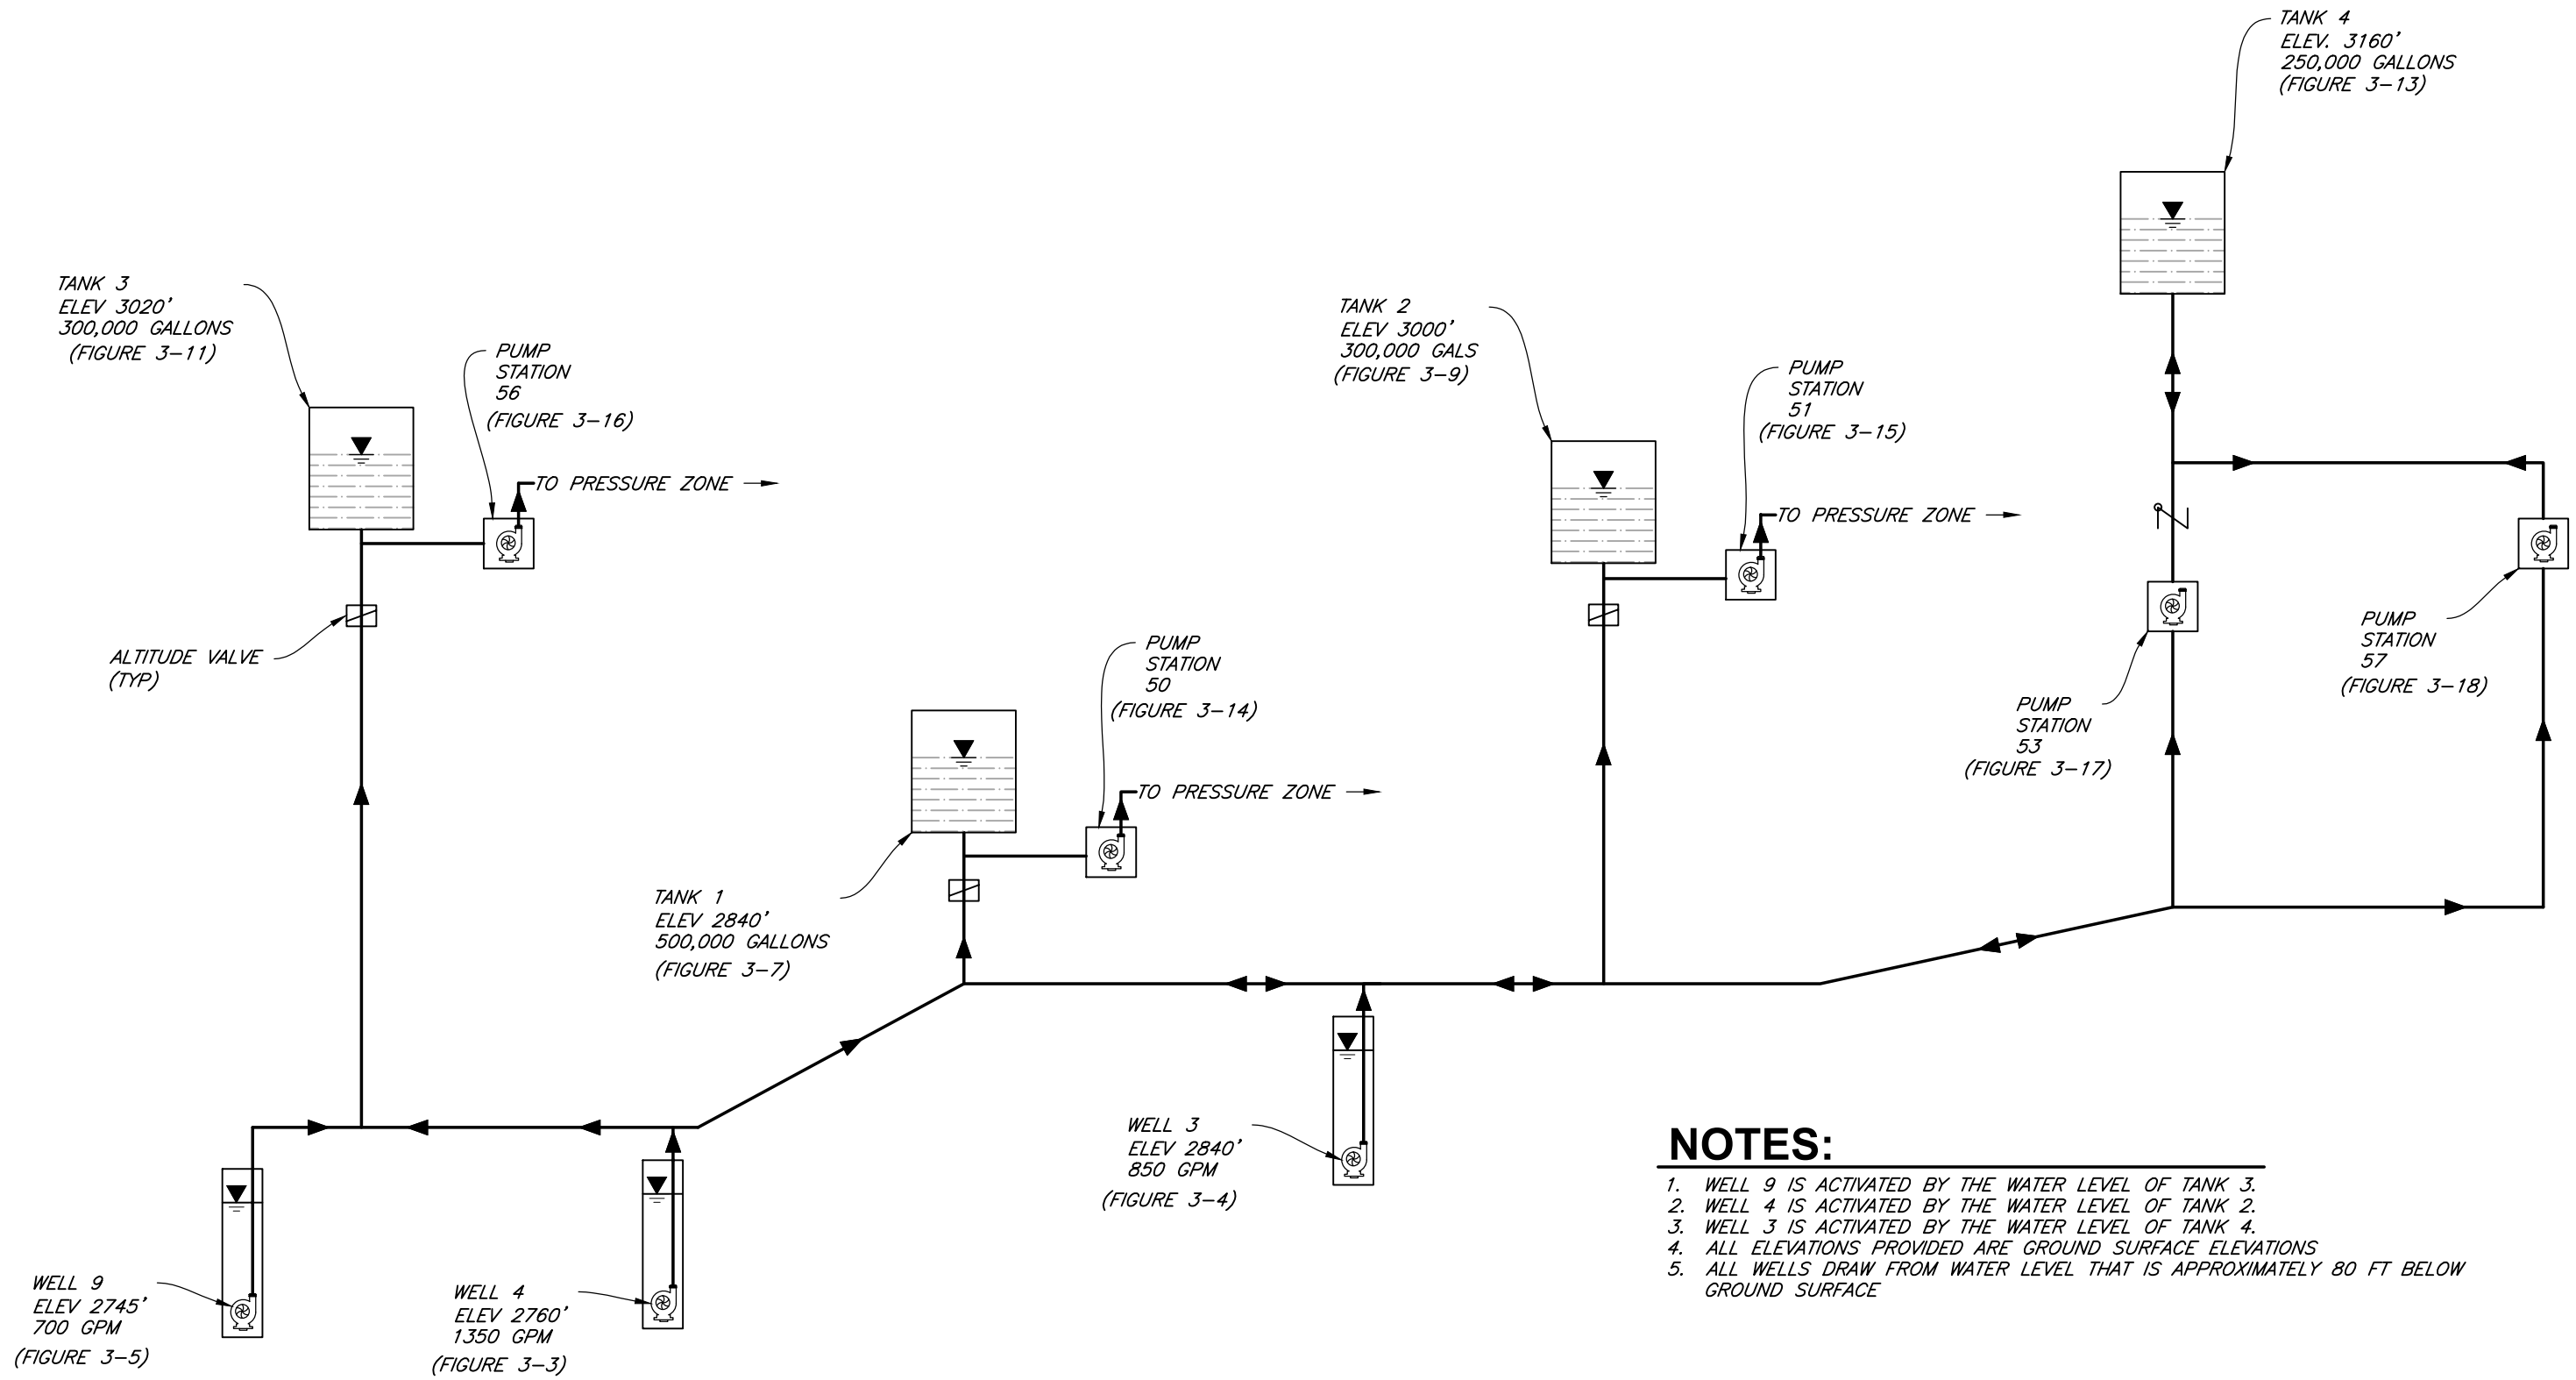 TANK 4
ELEV. 3160'
250,000 GALLONS
(FIGURE 3-13)
TANK 3
ELEV 3020'
300,000 GALLONS
(FIGURE 3-11)
PUMP
STATION
56
(FIGURE 3-16)
TO PRESSURE ZONE
ALTITUDE VALVE
(TYP)
TANK 2
ELEV 3000'
300,000 GALS
(FIGURE 3-9)
PUMP
STATION
51
(FIGURE 3-15)
TO PRESSURE ZONE
PUMP
STATION
57
(FIGURE 3-18)
PUMP
STATION
53
(FIGURE 3-17)
PUMP
STATION
50
(FIGURE 3-14)
TO PRESSURE ZONE
TANK 1
ELEV 2840'
500,000 GALLONS
(FIGURE 3-7)
WELL 3
ELEV 2840'
850 GPM
(FIGURE 3-4)
WELL 9
ELEV 2745'
700 GPM
(FIGURE 3-5)
WELL 4
ELEV 2760'
1350 GPM
(FIGURE 3-3)
NOTES:
1. WELL 9 IS ACTIVATED BY THE WATER LEVEL OF TANK 3.
2. WELL 4 IS ACTIVATED BY THE WATER LEVEL OF TANK 2.
3. WELL 3 IS ACTIVATED BY THE WATER LEVEL OF TANK 4.
4. ALL ELEVATIONS PROVIDED ARE GROUND SURFACE ELEVATIONS
5. ALL WELLS DRAW FROM WATER LEVEL THAT IS APPROXIMATELY 80 FT BELOW
GROUND SURFACE